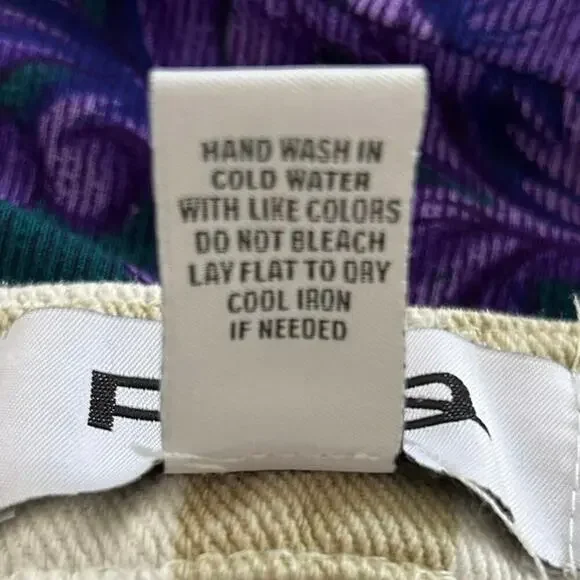 HAND WASH IN
COLD WATER
WITH LIKE COLORS
DO NOT BLEACH
LAY FLAT TO DRY
COOL IRON
IF NEEDED